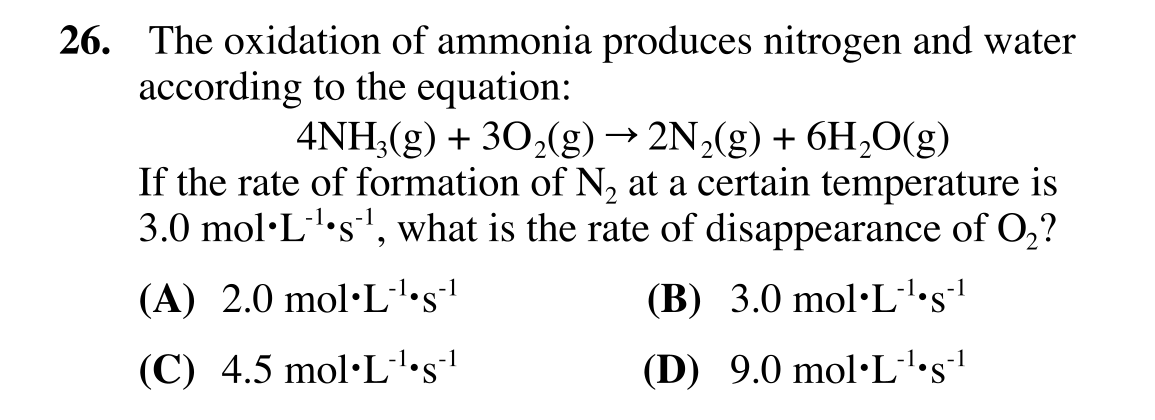 26. The oxidation of ammonia produces nitrogen and water
according to the equation:
4NH₃(g) + 3O₂(g) → 2N₂(g) + 6H₂O(g)
If the rate of formation of N₂ at a certain temperature is
3.0 mol•L⁻¹•s⁻¹, what is the rate of disappearance of O₂?
(A) 2.0 mol•L⁻¹•s⁻¹ (B) 3.0 mol•L⁻¹•s⁻¹
(C) 4.5 mol•L⁻¹•s⁻¹ (D) 9.0 mol•L⁻¹•s⁻¹